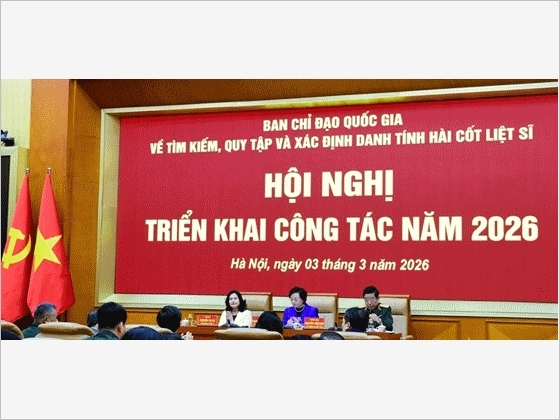 BAN CHỈ ĐẠO QUỐC GIA
VỀ TÌM KIẾM, QUY TẬP VÀ XÁC ĐỊNH DANH TÍNH HÀI CỐT LIỆT SĨ
HỘI NGHỊ
TRIỂN KHAI CÔNG TÁC NĂM 2026
Hà Nội, ngày 03 tháng 3 năm 2026